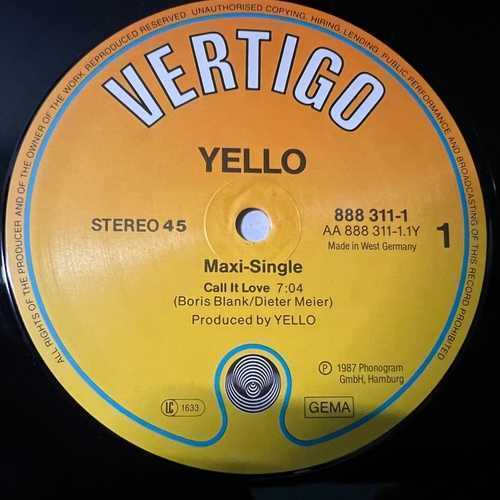 ALL RIGHTS OF THE PRODUCER AND OF THE OWNER OF THE WORK REPRODUCED RESERVED. UNAUTHORISED COPYING, HIRING, LENDING, PUBLIC PERFORMANCE AND BROADCASTING OF THIS RECORD PROHIBITED
VERTIGO
YELLO
STEREO 45
888 311-1
AA 888 311-1.1Y
Made in West Germany
1
Maxi-Single
Call It Love 7:04
(Boris Blank/Dieter Meier)
Produced by YELLO
℗ 1987 Phonogram
GmbH, Hamburg
LC 1633
GEMA